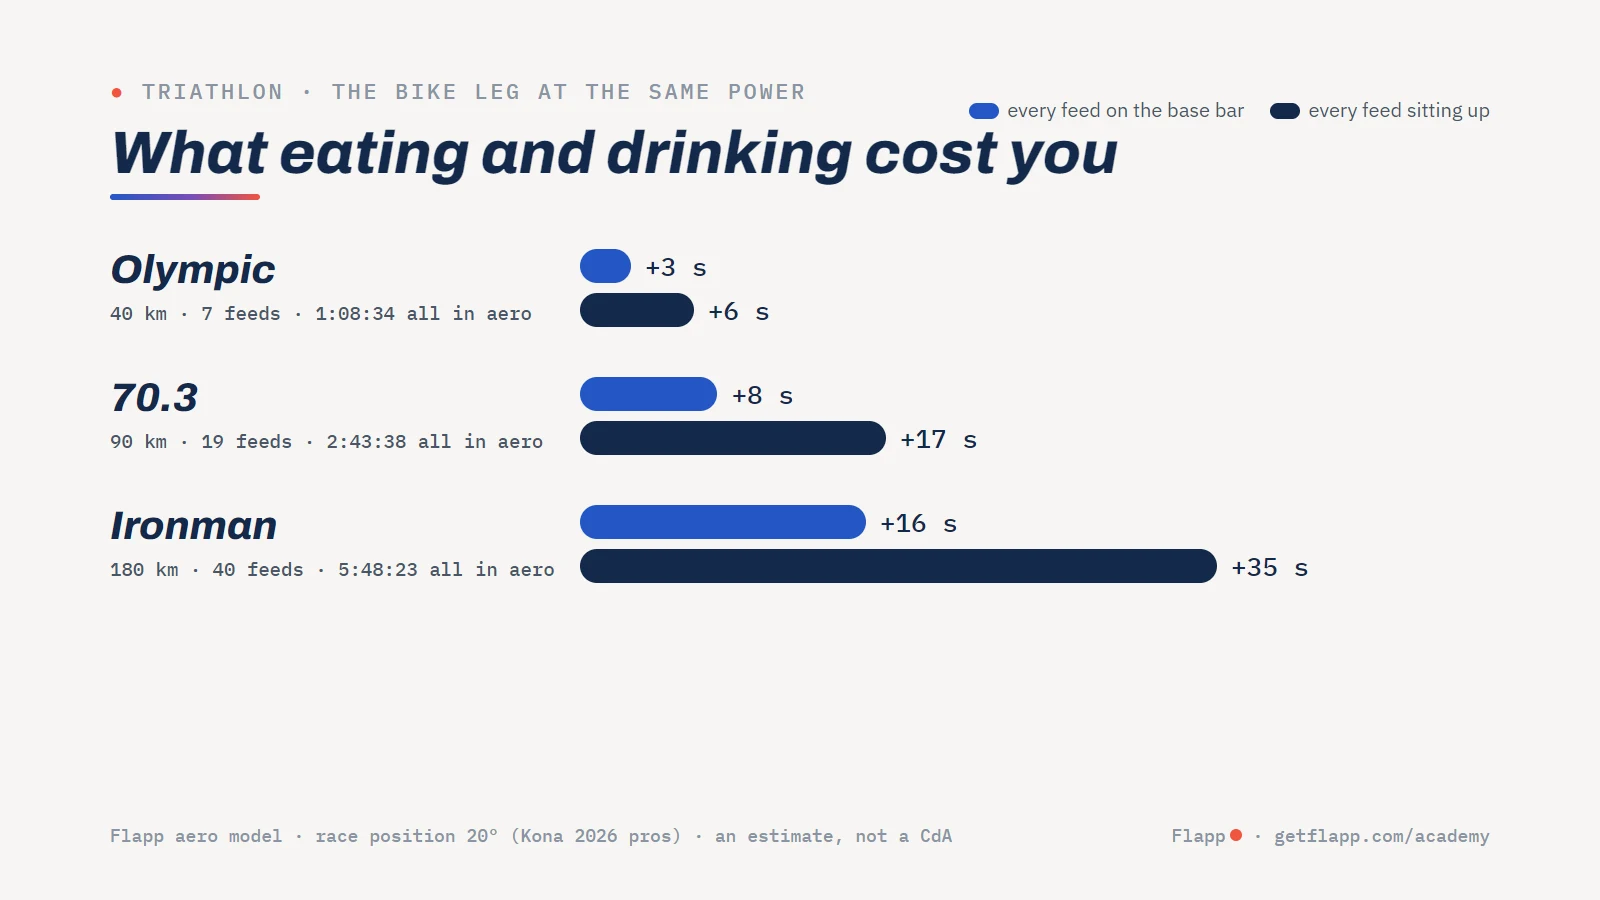 TRIATHLON · THE BIKE LEG AT THE SAME POWER
every feed on the base bar
every feed sitting up
What eating and drinking cost you
Olympic
40 km · 7 feeds · 1:08:34 all in aero
+3 s
+6 s
70.3
90 km · 19 feeds · 2:43:38 all in aero
+8 s
+17 s
Ironman
180 km · 40 feeds · 5:48:23 all in aero
+16 s
+35 s
Flapp aero model · race position 20° (Kona 2026 pros) · an estimate, not a CdA
Flapp · getflapp.com/academy